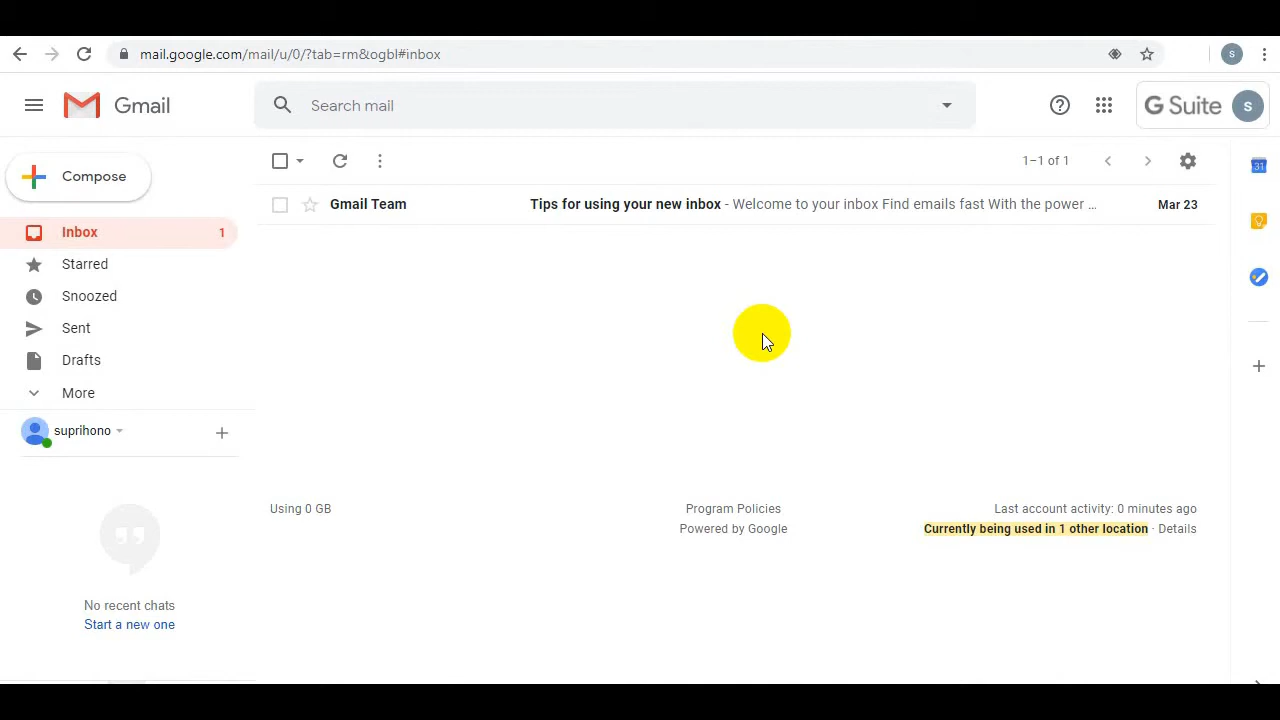 mail.google.com/mail/u/0/?tab=rm&ogbl#inbox
s
Gmail
Search mail
G Suite
s
Compose
1–1 of 1
31
Gmail Team
Tips for using your new inbox - Welcome to your inbox Find emails fast With the power …
Mar 23
Inbox
1
Starred
Snoozed
Sent
Drafts
More
suprihono
No recent chats
Start a new one
Using 0 GB
Program Policies
Powered by Google
Last account activity: 0 minutes ago
Currently being used in 1 other location · Details